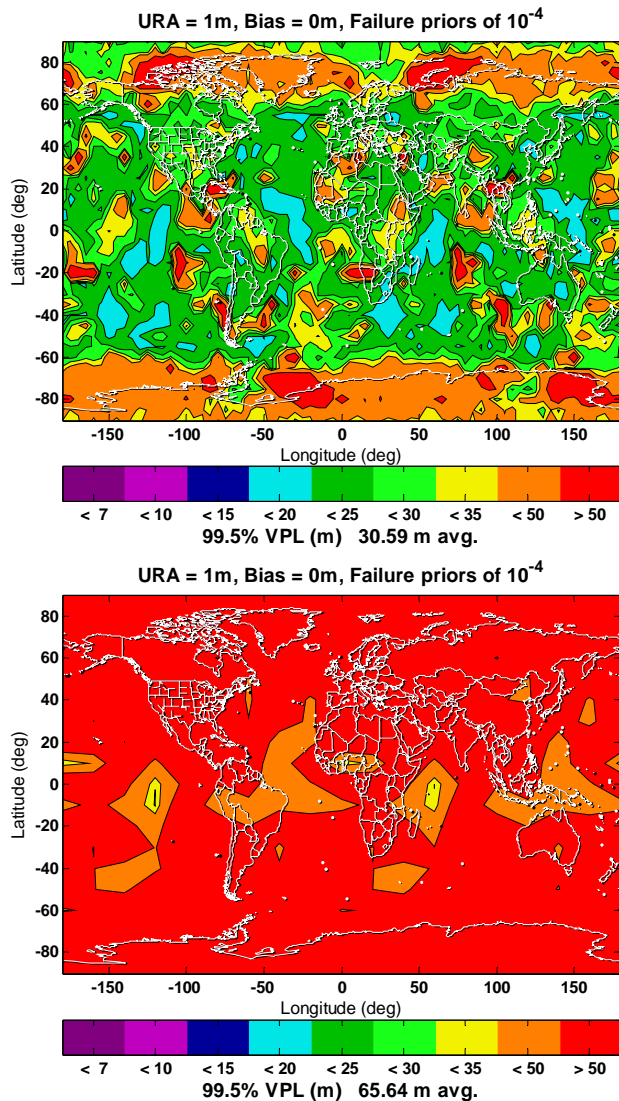 URA = 1m, Bias = 0m, Failure priors of 10⁻⁴
80
60
40
20
0
-20
-40
-60
-80
Latitude (deg)
-150 -100 -50 0 50 100 150
Longitude (deg)
< 7 < 10 < 15 < 20 < 25 < 30 < 35 < 50 > 50
99.5% VPL (m) 30.59 m avg.
URA = 1m, Bias = 0m, Failure priors of 10⁻⁴
80
60
40
20
0
-20
-40
-60
-80
Latitude (deg)
-150 -100 -50 0 50 100 150
Longitude (deg)
< 7 < 10 < 15 < 20 < 25 < 30 < 35 < 50 > 50
99.5% VPL (m) 65.64 m avg.